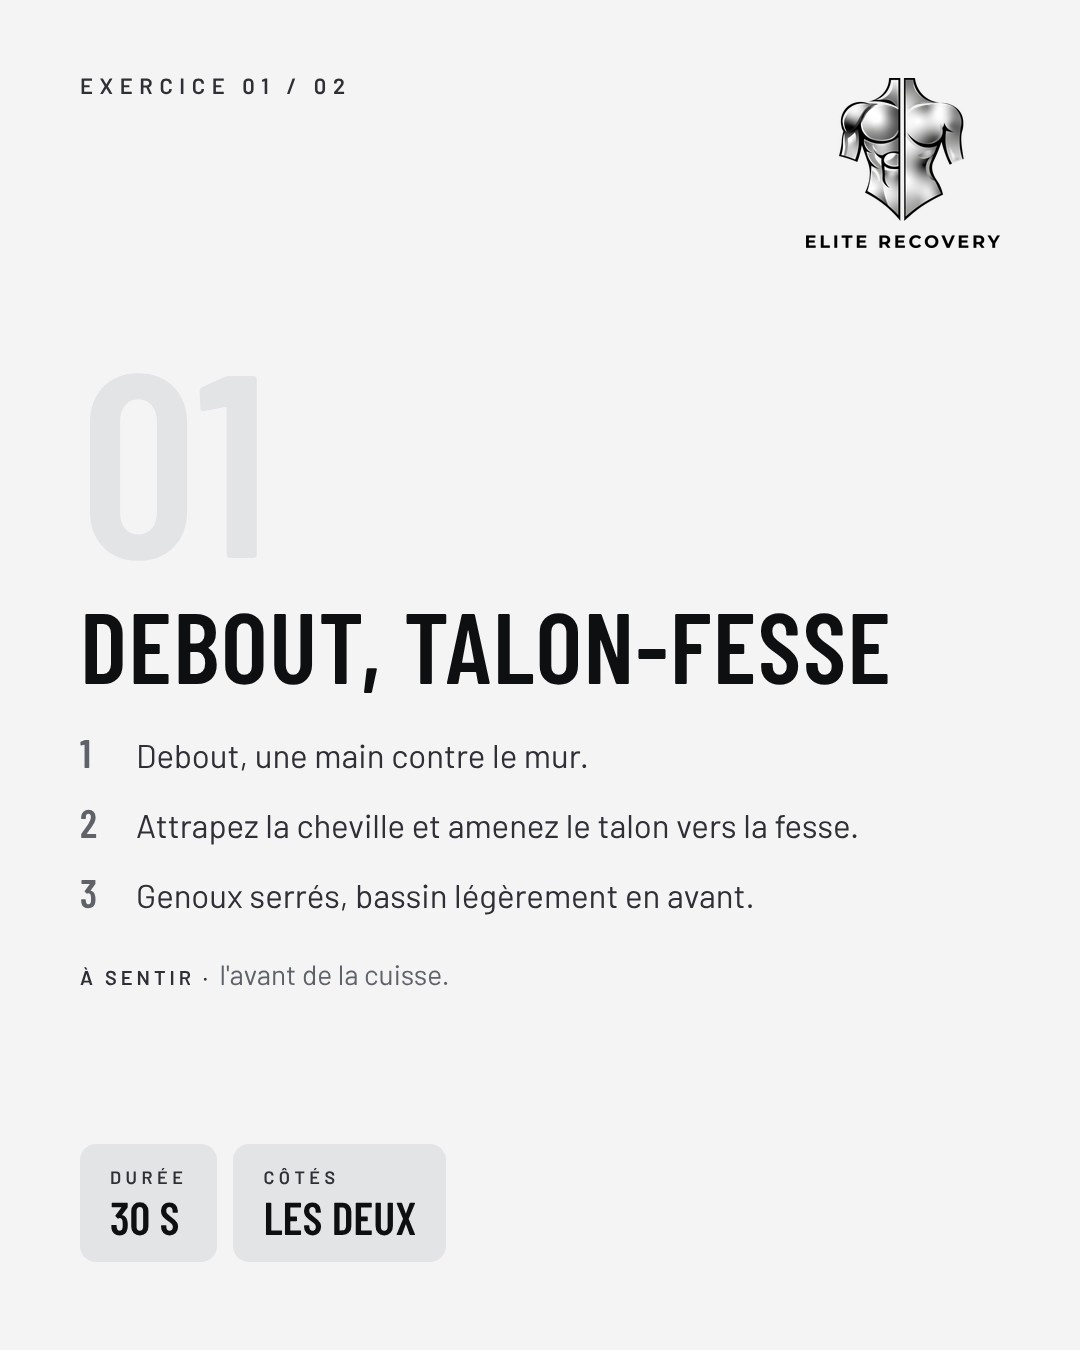 EXERCICE 01 / 02
ELITE RECOVERY
01
DEBOUT, TALON-FESSE
1 Debout, une main contre le mur.
2 Attrapez la cheville et amenez le talon vers la fesse.
3 Genoux serrés, bassin légèrement en avant.
À SENTIR · l'avant de la cuisse.
DURÉE
30 S
CÔTÉS
LES DEUX